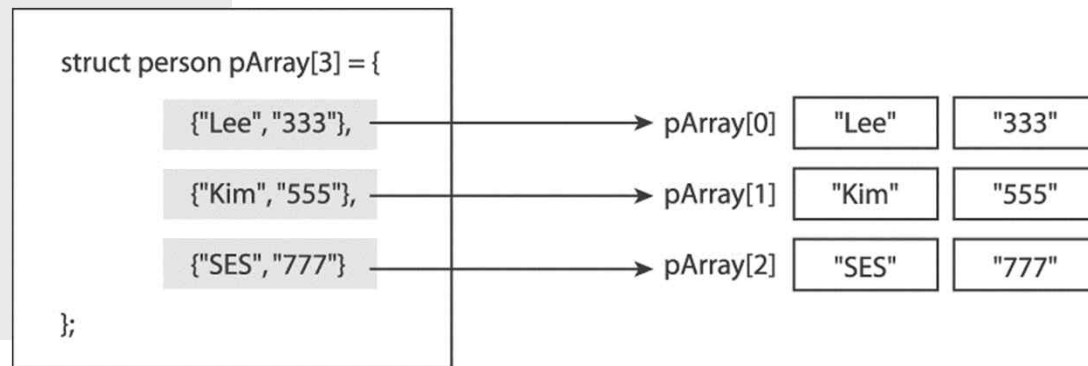 struct person pArray[3] = {
{"Lee","333"},
{"Kim","555"},
{"SES","777"}
};
pArray[0] "Lee" "333"
pArray[1] "Kim" "555"
pArray[2] "SES" "777"